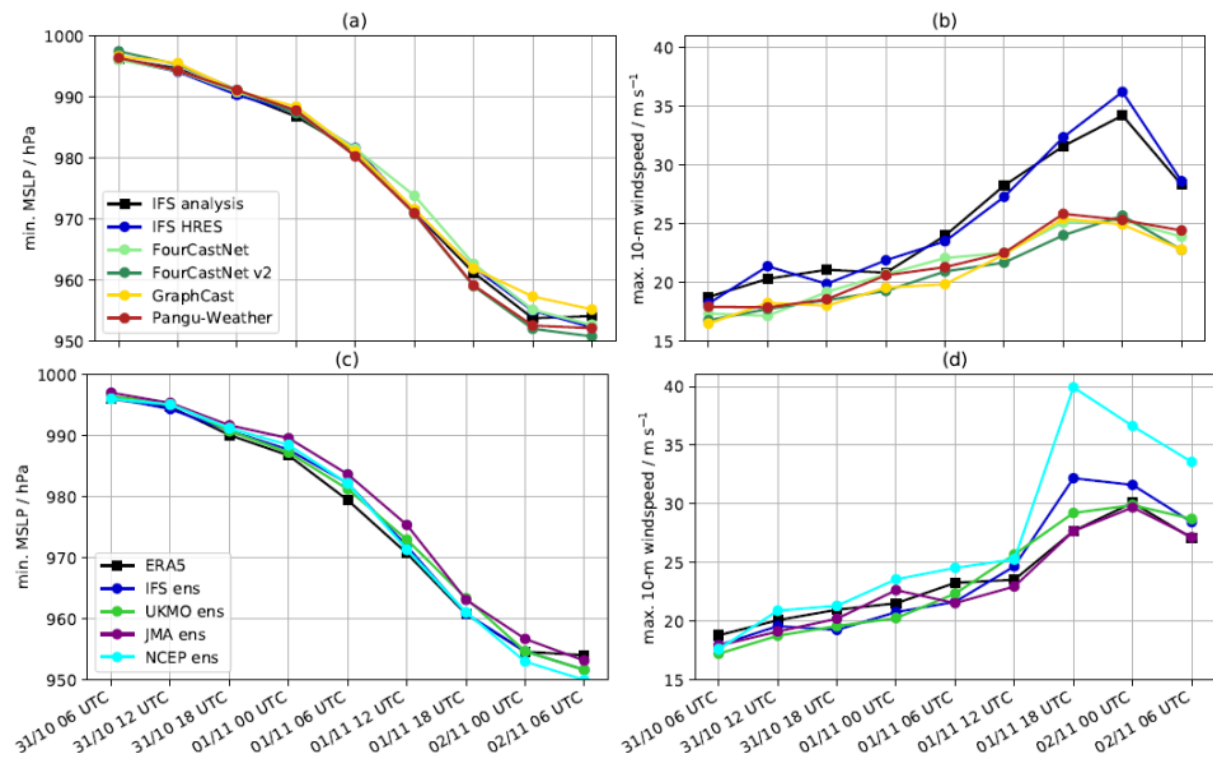 (a)
min. MSLP / hPa
1000
990
980
970
960
950
IFS analysis
IFS HRES
FourCastNet
FourCastNet v2
GraphCast
Pangu-Weather
(b)
max. 10-m windspeed / m s⁻¹
40
35
30
25
20
15
(c)
min. MSLP / hPa
1000
990
980
970
960
950
ERA5
IFS ens
UKMO ens
JMA ens
NCEP ens
31/10 06 UTC
31/10 12 UTC
31/10 18 UTC
01/11 00 UTC
01/11 06 UTC
01/11 12 UTC
01/11 18 UTC
02/11 00 UTC
02/11 06 UTC
(d)
max. 10-m windspeed / m s⁻¹
40
35
30
25
20
15
31/10 06 UTC
31/10 12 UTC
31/10 18 UTC
01/11 00 UTC
01/11 06 UTC
01/11 12 UTC
01/11 18 UTC
02/11 00 UTC
02/11 06 UTC